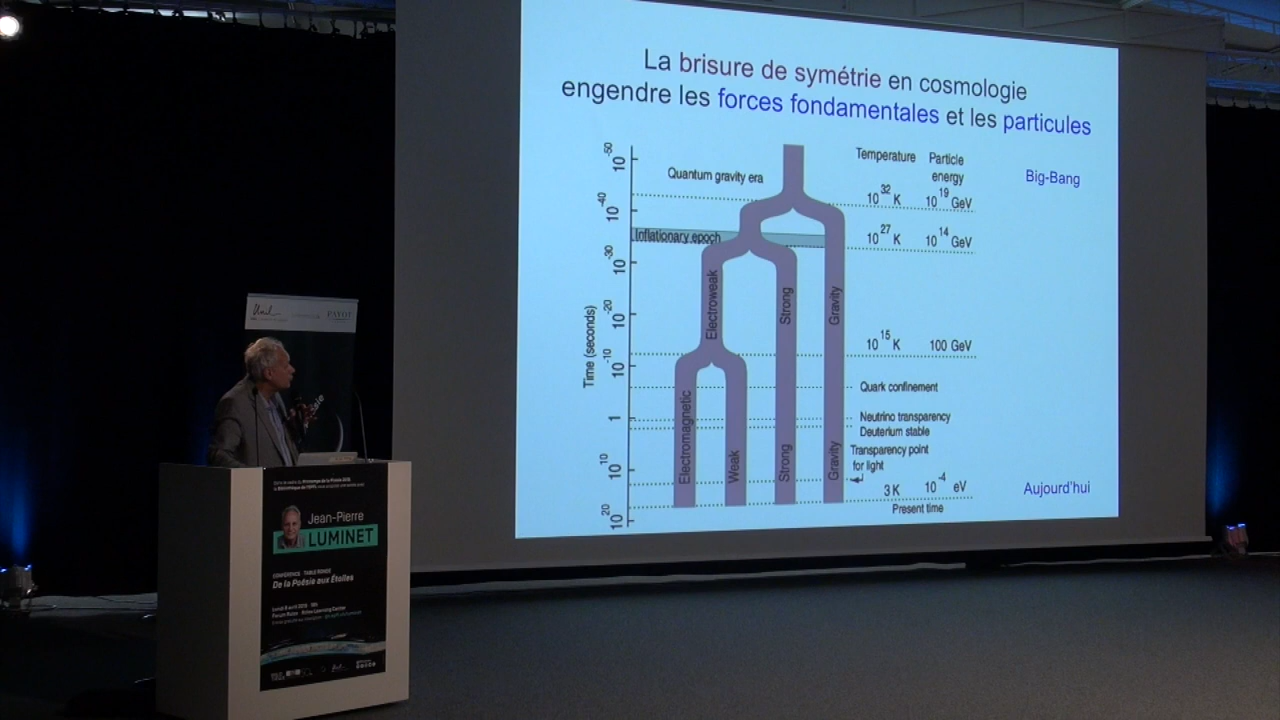 La brisure de symétrie en cosmologie
engendre les forces fondamentales et les particules
Temperature
Particle energy
Big-Bang
Quantum gravity era
10^32 K
10^19 GeV
Inflationary epoch
10^27 K
10^14 GeV
Time (seconds)
10^-50
10^-40
10^-30
10^-20
10^-10
1
10^10
10^20
Electroweak
Strong
Gravity
10^15 K
100 GeV
Quark confinement
Neutrino transparency
Deuterium stable
Transparency point
for light
Electromagnetic
Weak
Strong
Gravity
3 K
10^-4 eV
Present time
Aujourd'hui
PAYOT
Jean-Pierre
LUMINET
CONFÉRENCE TABLE RONDE
De la Poésie aux Étoiles